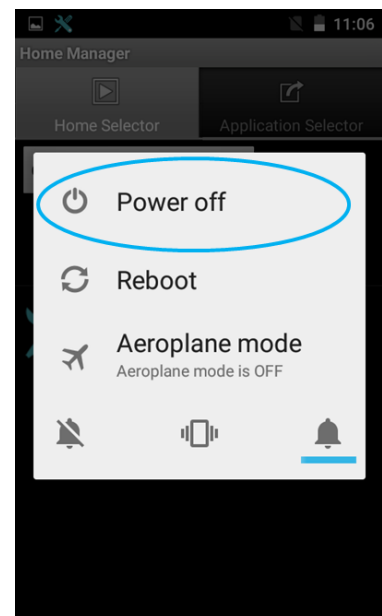 11:06
Home Manager
Home Selector Application Selector
Power off
Reboot
Aeroplane mode
Aeroplane mode is OFF